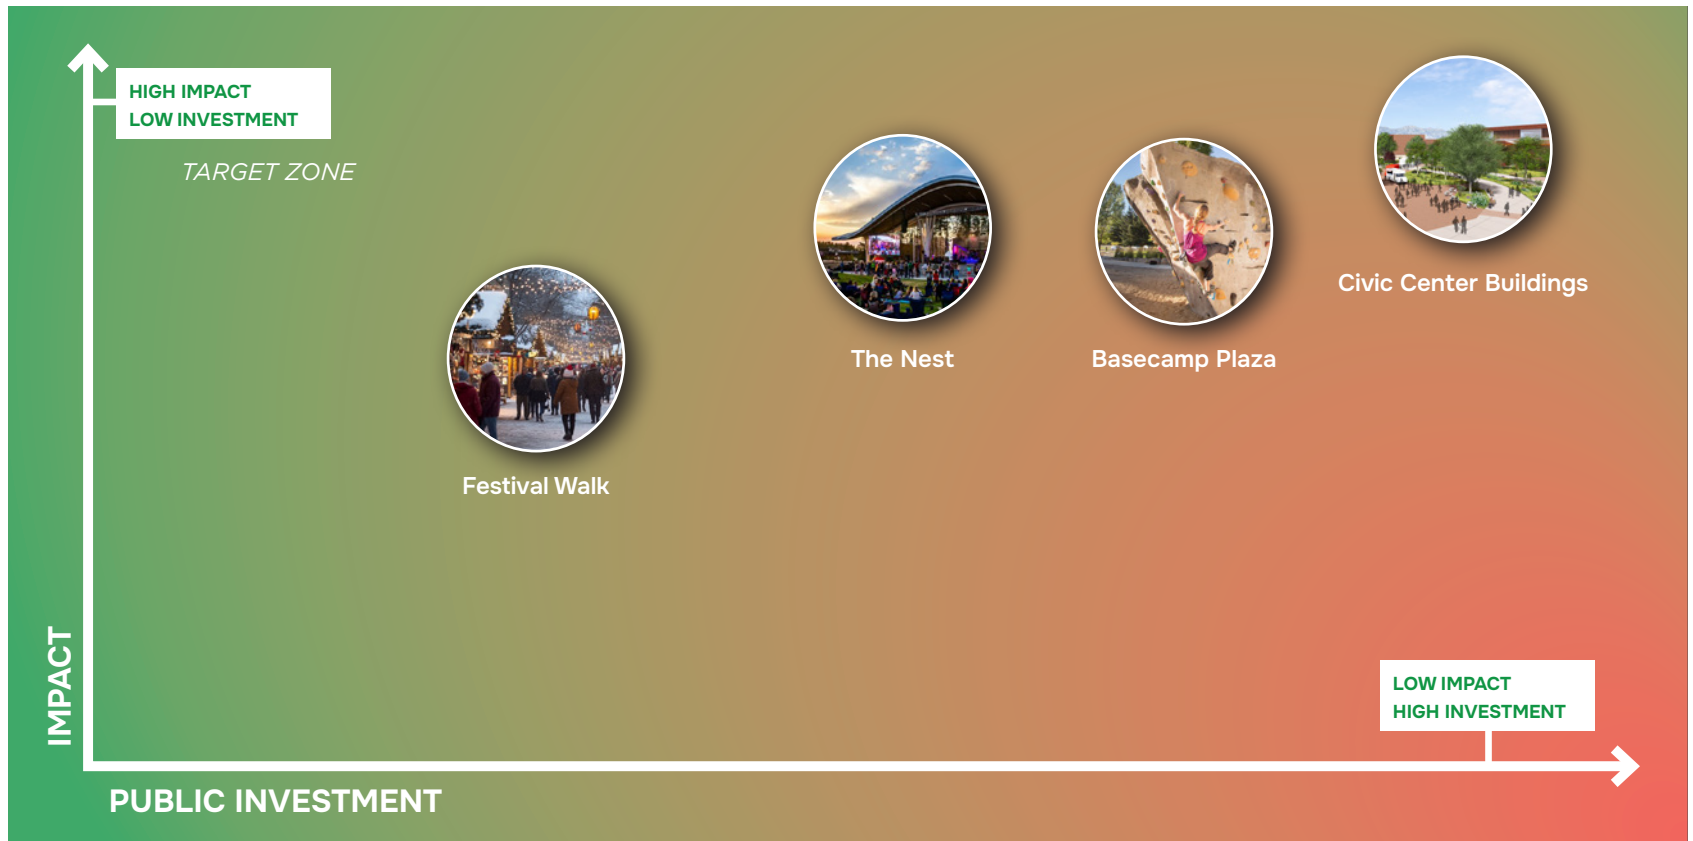 HIGH IMPACT
LOW INVESTMENT
TARGET ZONE
Civic Center Buildings
The Nest
Basecamp Plaza
Festival Walk
IMPACT
LOW IMPACT
HIGH INVESTMENT
PUBLIC INVESTMENT